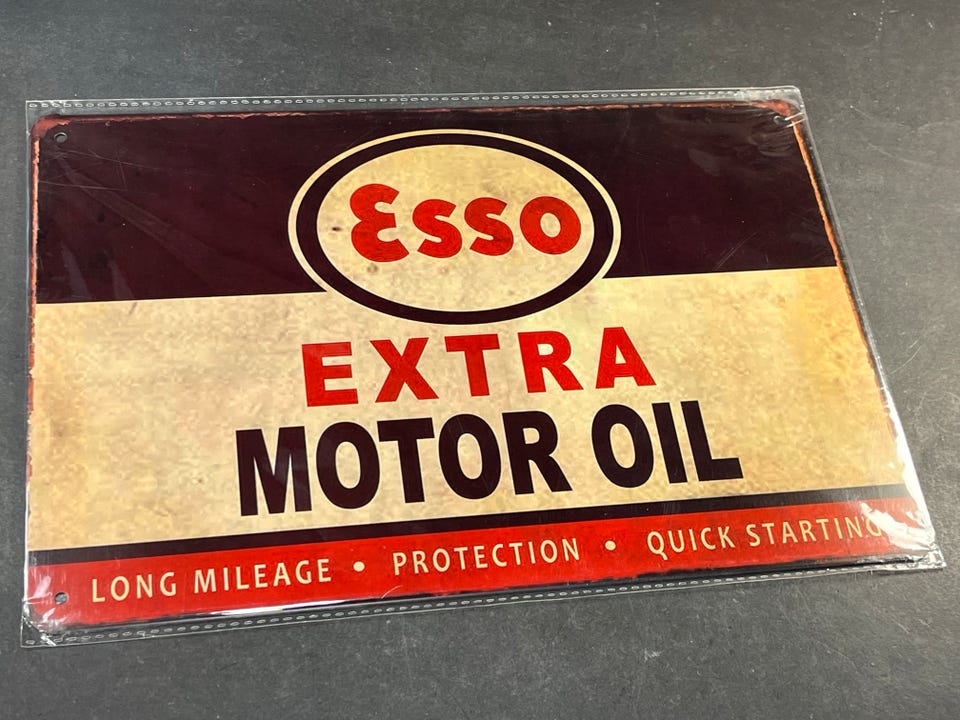 Esso
EXTRA
MOTOR OIL
LONG MILEAGE • PROTECTION • QUICK STARTING